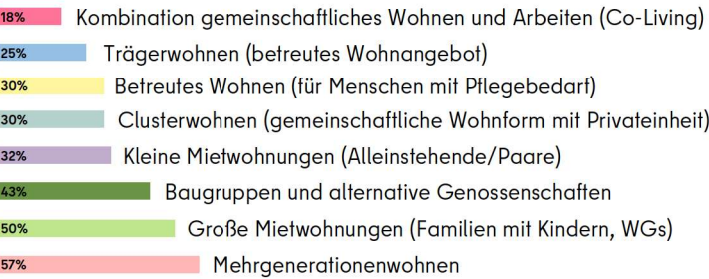 18% Kombination gemeinschaftliches Wohnen und Arbeiten (Co-Living)
25% Trägerwohnen (betreutes Wohnangebot)
30% Betreutes Wohnen (für Menschen mit Pflegebedarf)
30% Clusterwohnen (gemeinschaftliche Wohnform mit Privateinheit)
32% Kleine Mietwohnungen (Alleinstehende/Paare)
43% Baugruppen und alternative Genossenschaften
50% Große Mietwohnungen (Familien mit Kindern, WGs)
57% Mehrgenerationenwohnen